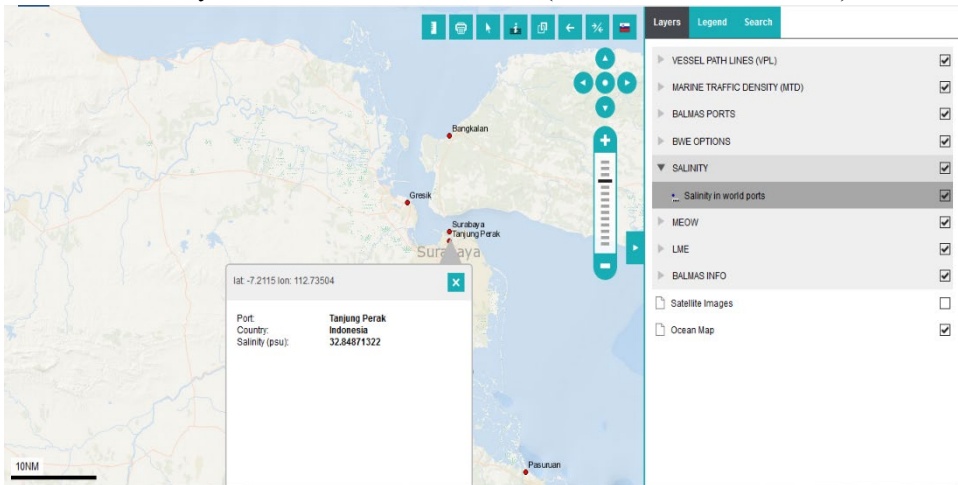 Layers Legend Search
VESSEL PATH LINES (VPL)
MARINE TRAFFIC DENSITY (MTD)
BALMAS PORTS
BWE OPTIONS
SALINITY
Salinity in world ports
MEOW
LME
BALMAS INFO
Satellite Images
Ocean Map
Bangkalan
Gresik
Surabaya
Tanjung Perak
Surabaya
lat: -7.2115 lon: 112.73504
Port: Tanjung Perak
Country: Indonesia
Salinity (psu): 32.84871322
Pasuruan
10NM